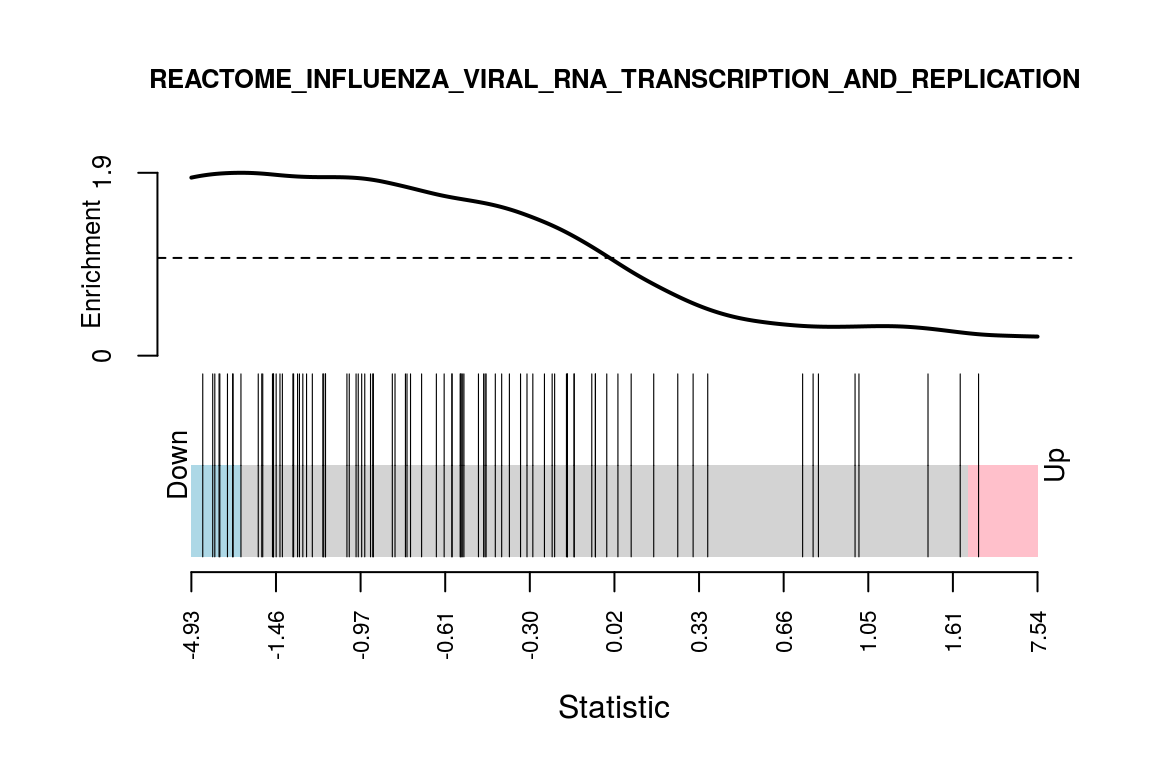 REACTOME_INFLUENZA_VIRAL_RNA_TRANSCRIPTION_AND_REPLICATION
1.9
Enrichment
0
Down
Up
-4.93 -1.46 -0.97 -0.61 -0.30 0.02 0.33 0.66 1.05 1.61 7.54
Statistic